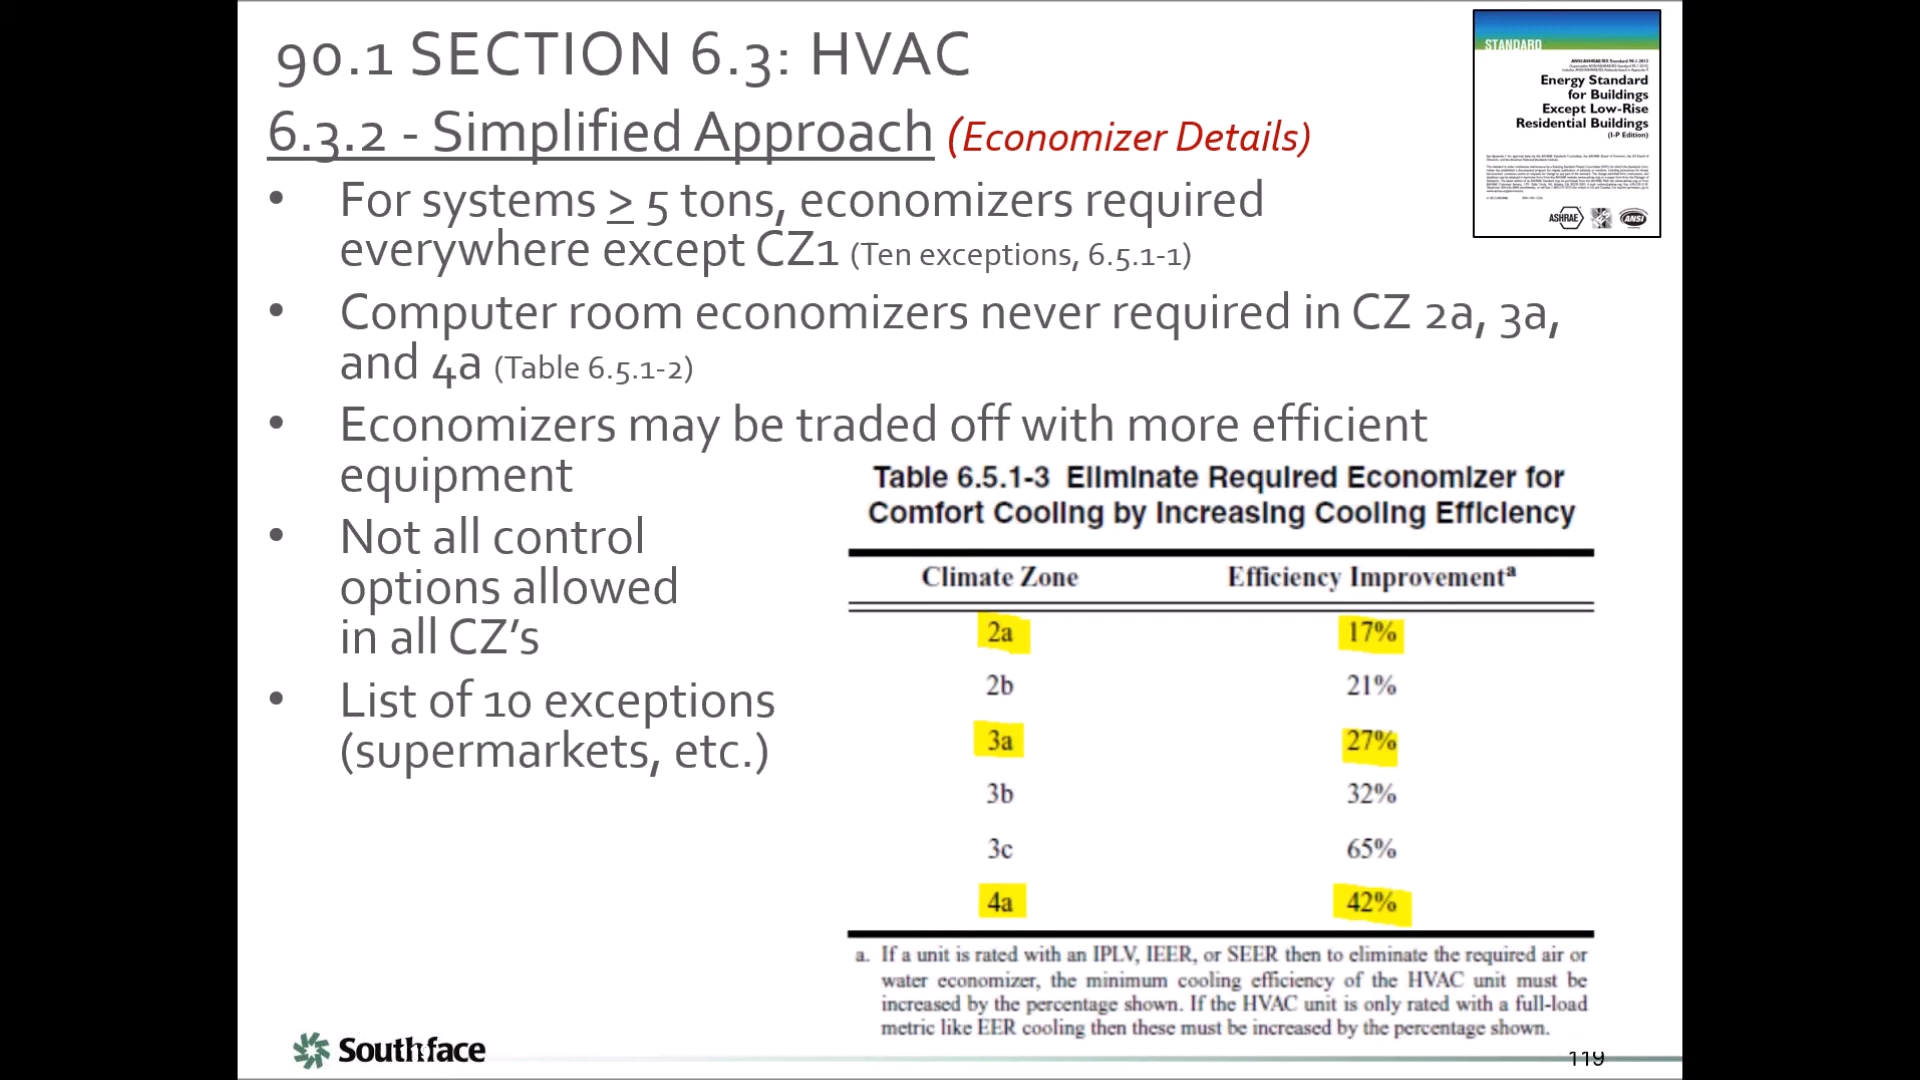 90.1 SECTION 6.3: HVAC
6.3.2 - Simplified Approach (Economizer Details)
• For systems ≥ 5 tons, economizers required
everywhere except CZ1 (Ten exceptions, 6.5.1-1)
• Computer room economizers never required in CZ 2a, 3a,
and 4a (Table 6.5.1-2)
• Economizers may be traded off with more efficient
equipment
• Not all control
options allowed
in all CZ’s
• List of 10 exceptions
(supermarkets, etc.)
Table 6.5.1-3 Eliminate Required Economizer for
Comfort Cooling by Increasing Cooling Efficiency
Climate Zone Efficiency Improvementa
2a 17%
2b 21%
3a 27%
3b 32%
3c 65%
4a 42%
a. If a unit is rated with an IPLV, IEER, or SEER then to eliminate the required air or
water economizer, the minimum cooling efficiency of the HVAC unit must be
increased by the percentage shown. If the HVAC unit is only rated with a full-load
metric like EER cooling then these must be increased by the percentage shown.
STANDARD
Energy Standard
for Buildings
Except Low-Rise
Residential Buildings
(I-P Edition)
ASHRAE
ANSI
Southface
119